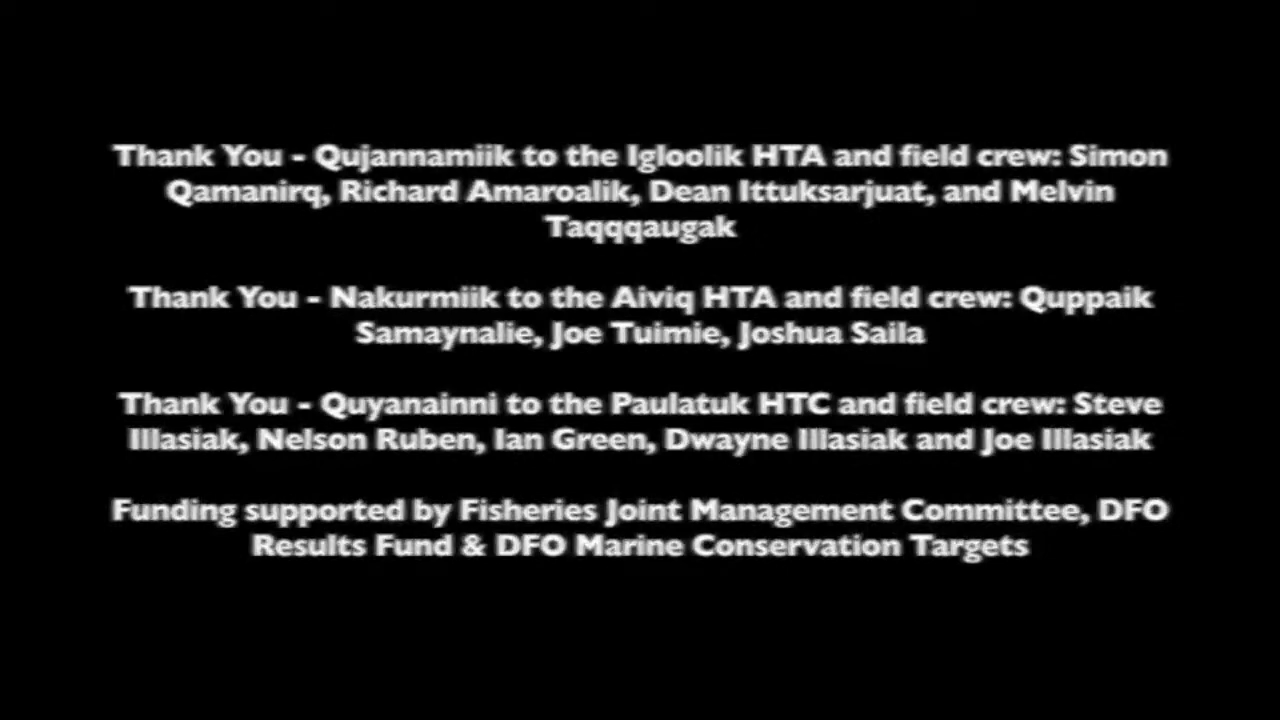 Thank You - Qujannamiik to the Igloolik HTA and field crew: Simon
Qamanirq, Richard Amaroalik, Dean Ittuksarjuat, and Melvin
Taqqqaugak
Thank You - Nakurmiik to the Aiviq HTA and field crew: Quppaik
Samaynalie, Joe Tuimie, Joshua Saila
Thank You - Quyanainni to the Paulatuk HTC and field crew: Steve
Illasiak, Nelson Ruben, Ian Green, Dwayne Illasiak and Joe Illasiak
Funding supported by Fisheries Joint Management Committee, DFO
Results Fund & DFO Marine Conservation Targets